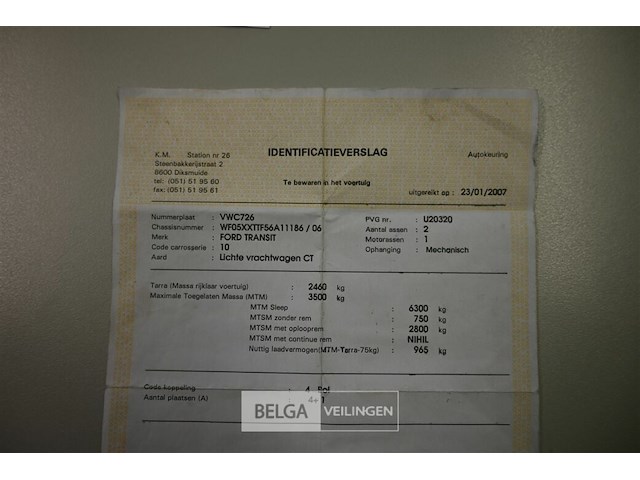 IDENTIFICATIEVERSLAG
Autokeuring
K.M. Station nr 26
Steenbakkerijstraat 2
8600 Diksmuide
tel: (051) 51 95 60
fax: (051) 51 95 61
Te bewaren in het voertuig
uitgereikt op : 23/01/2007
Nummerplaat : VWC726
Chassisnummer : WF05XXTTF56A11186 / 06
Merk : FORD TRANSIT
Code carrosserie : 10
Aard : Lichte vrachtwagen CT
PVG nr. : U20320
Aantal assen : 2
Motorassen : 1
Ophanging : Mechanisch
Tarra (Massa rijklaar voertuig) : 2460 kg
Maximale Toegelaten Massa (MTM) : 3500 kg
MTM Sleep : 6300 kg
MTSM zonder rem : 750 kg
MTSM met oplooprem : 2800 kg
MTSM met continue rem : NIHIL
Nuttig laadvermogen(MTM-Tarra-75kg) : 965 kg
Code koppeling : 4 Bol
Aantal plaatsen (A) : 4+1
BELGA VEILINGEN